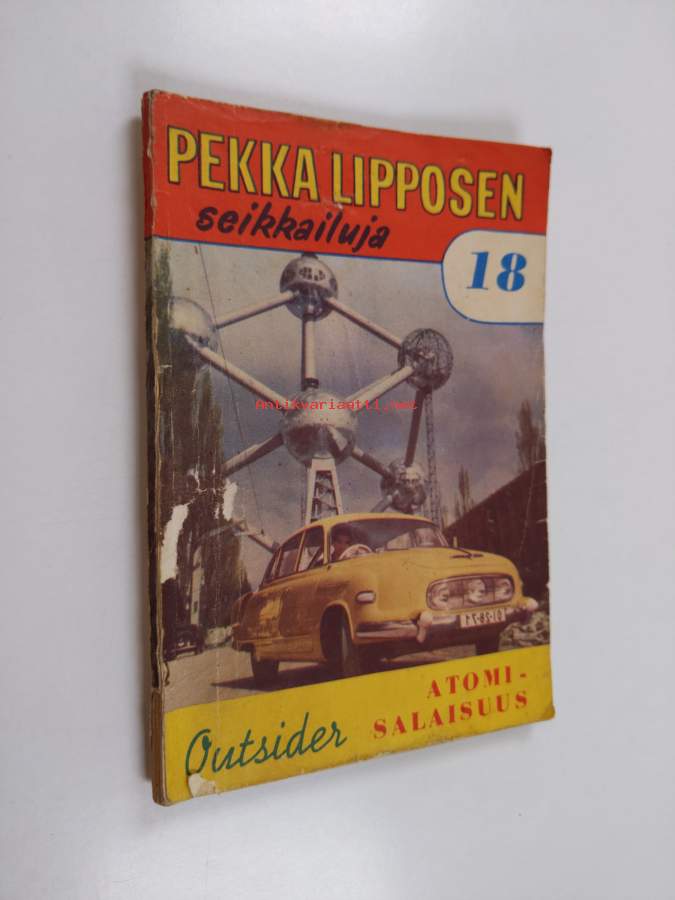 PEKKA LIPPOSEN
seikkailuja
18
Antikvariaatti.net
Outsider
ATOMI-
SALAISUUS